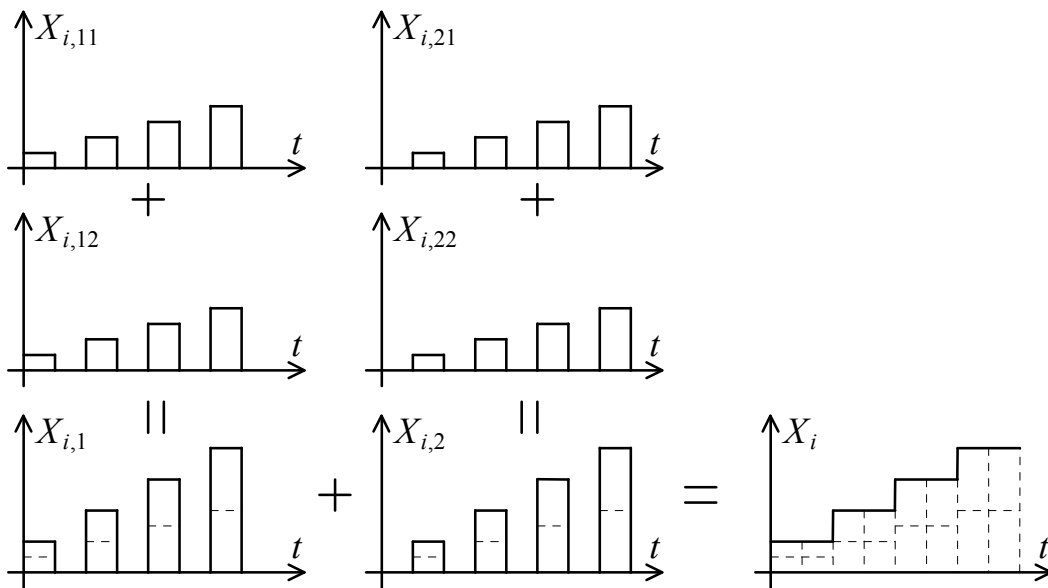 X_{i,11} X_{i,21}
t t
+ +
X_{i,12} X_{i,22}
t t
= =
X_{i,1} X_{i,2} X_i
+ =
t t t